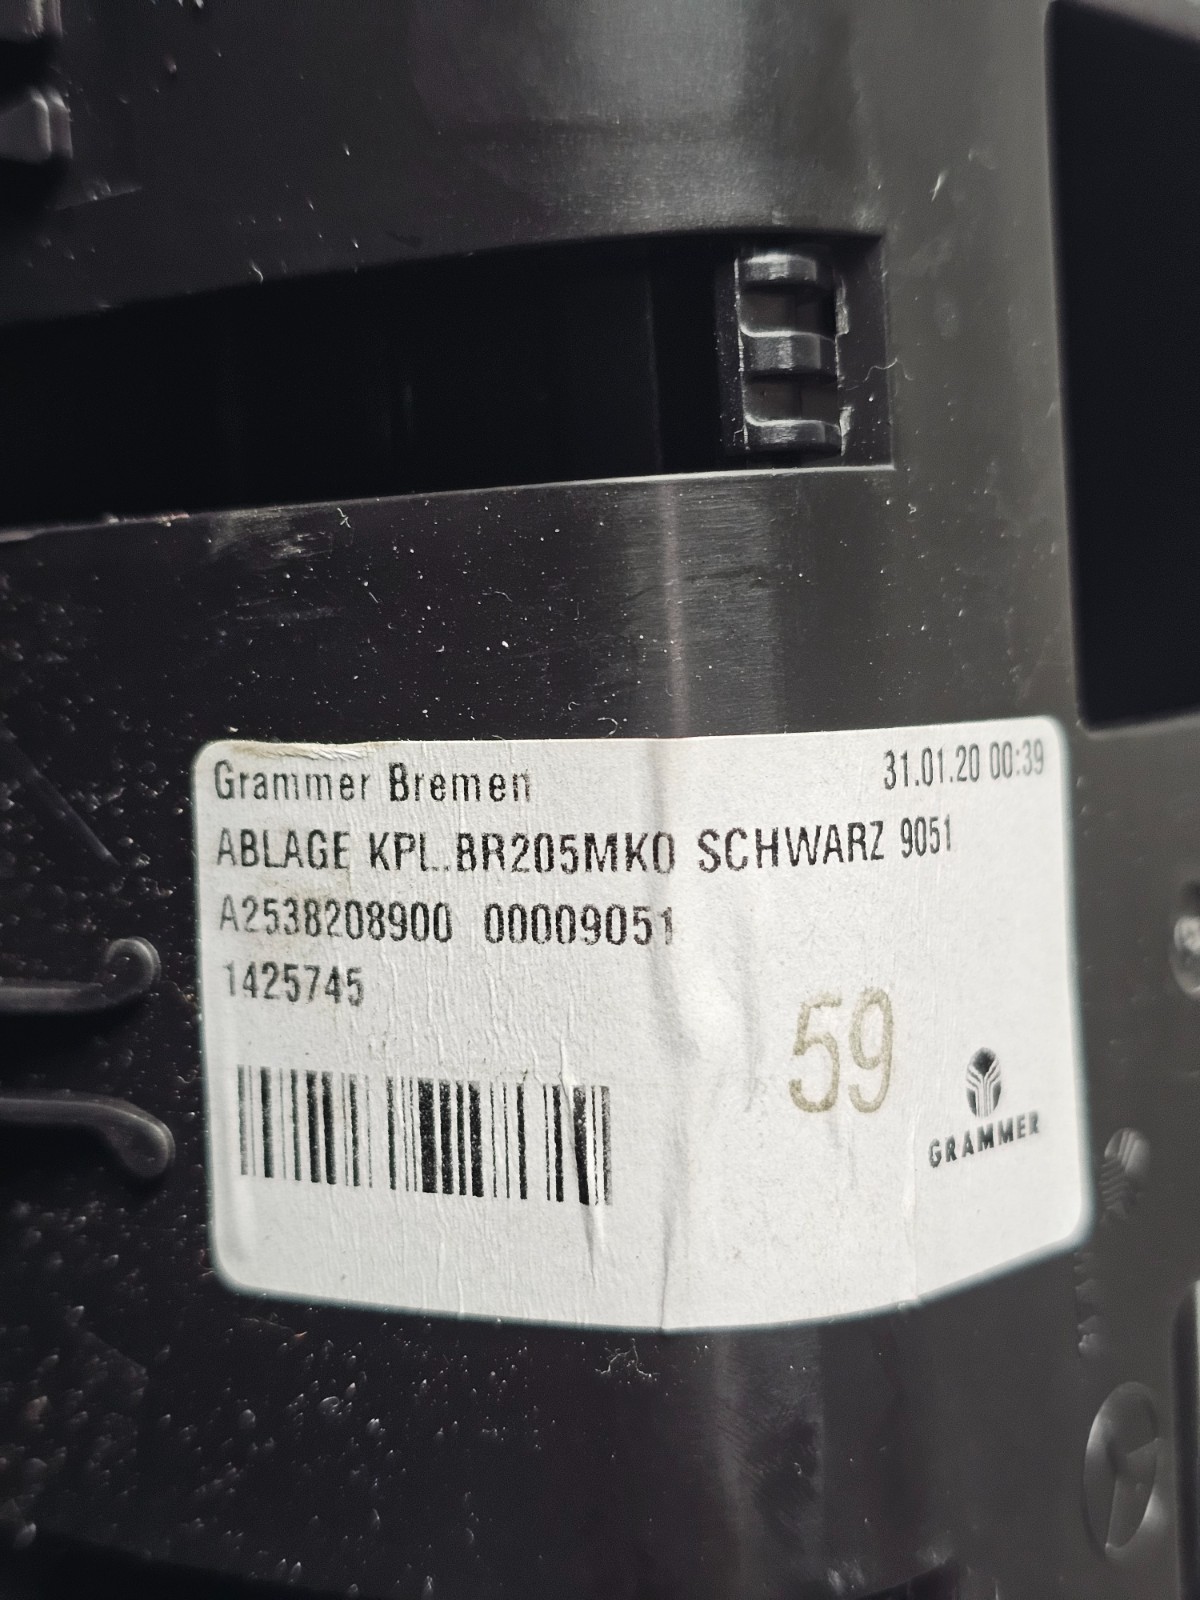 Grammer Bremen 31.01.20 00:39
ABLAGE KPL..BR205MKO SCHWARZ 9051
A2538208900 00009051
1425745
59
GRAMMER